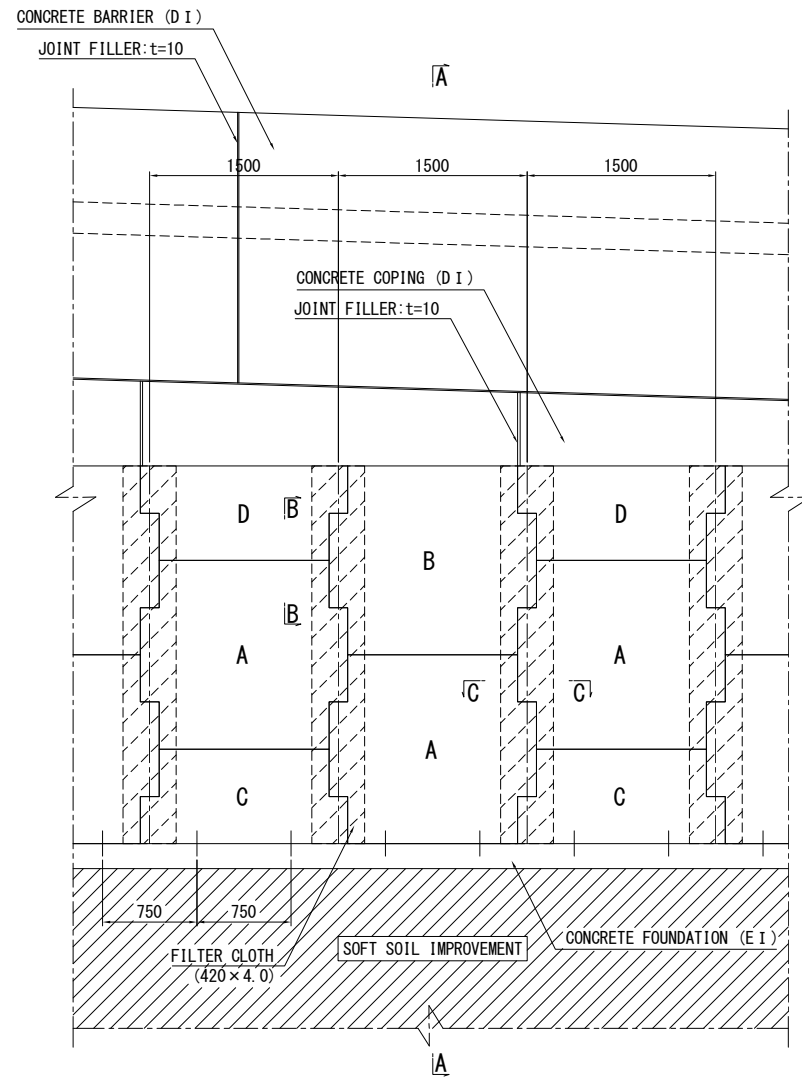 CONCRETE BARRIER (DⅠ)
JOINT FILLER:t=10
A
1500
1500
1500
CONCRETE COPING (DⅠ)
JOINT FILLER:t=10
D
B
D
B
B
A
A
C
C
A
C
C
750
750
FILTER CLOTH
(420×4.0)
SOFT SOIL IMPROVEMENT
CONCRETE FOUNDATION (EⅠ)
A